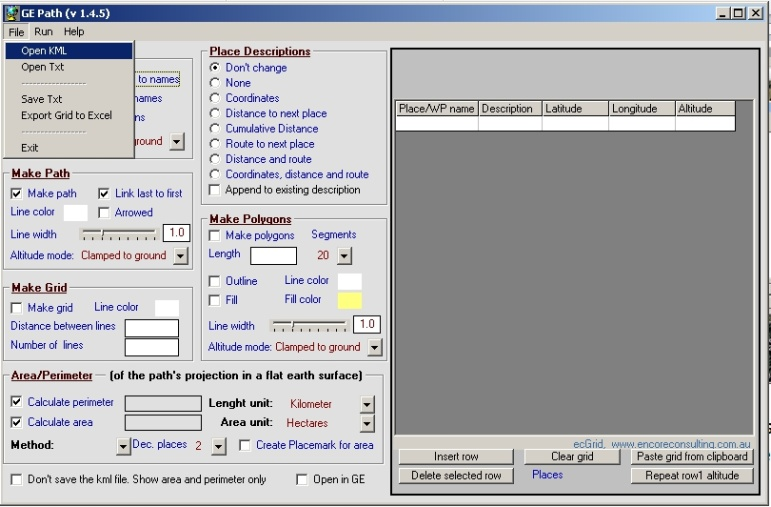 GE Path (v 1.4.5)
File Run Help
Open KML
Open Txt
Save Txt
Export Grid to Excel
Exit
to names
names
ns
ground
Place Descriptions
Don't change
None
Coordinates
Distance to next place
Cumulative Distance
Route to next place
Distance and route
Coordinates, distance and route
Append to existing description
Make Path
Make path Link last to first
Line color Arrowed
Line width 1.0
Altitude mode: Clamped to ground
Make Polygons
Make polygons Segments
Length 20
Outline Line color
Fill Fill color
Line width 1.0
Altitude mode: Clamped to ground
Make Grid
Make grid Line color
Distance between lines
Number of lines
Area/Perimeter (of the path's projection in a flat earth surface)
Calculate perimeter Lenght unit: Kilometer
Calculate area Area unit: Hectares
Method: Dec. places 2 Create Placemark for area
Don't save the kml file. Show area and perimeter only Open in GE
Place/WP name Description Latitude Longitude Altitude
ecGrid, www.encoreconsulting.com.au
Insert row Clear grid Paste grid from clipboard
Delete selected row Places Repeat row1 altitude